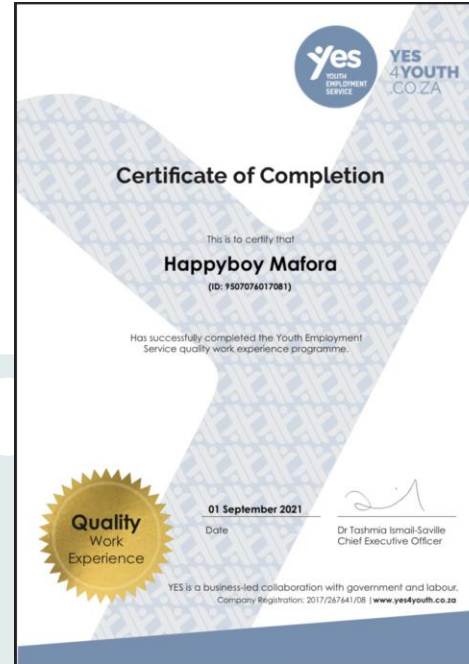 yes
YOUTH
EMPLOYMENT
SERVICE
YES
4YOUTH
.CO.ZA
Certificate of Completion
This is to certify that
Happyboy Mafora
(ID: 9507076017081)
Has successfully completed the Youth Employment
Service quality work experience programme.
Quality
Work
Experience
01 September 2021
Date
Dr Tashmia Ismail-Saville
Chief Executive Officer
YES is a business-led collaboration with government and labour.
Company Registration: 2017/267641/08 | www.yes4youth.co.za